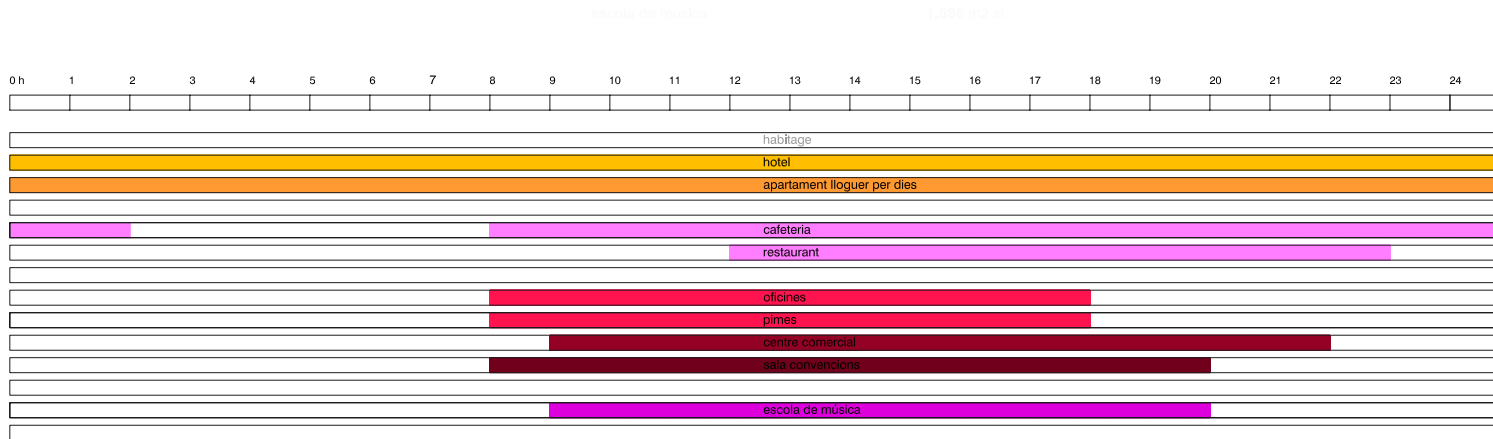 0 h 1 2 3 4 5 6 7 8 9 10 11 12 13 14 15 16 17 18 19 20 21 22 23 24
habitage
hotel
apartament lloguer per dies
cafeteria
restaurant
oficines
pimes
centre comercial
sala convencions
escola de música